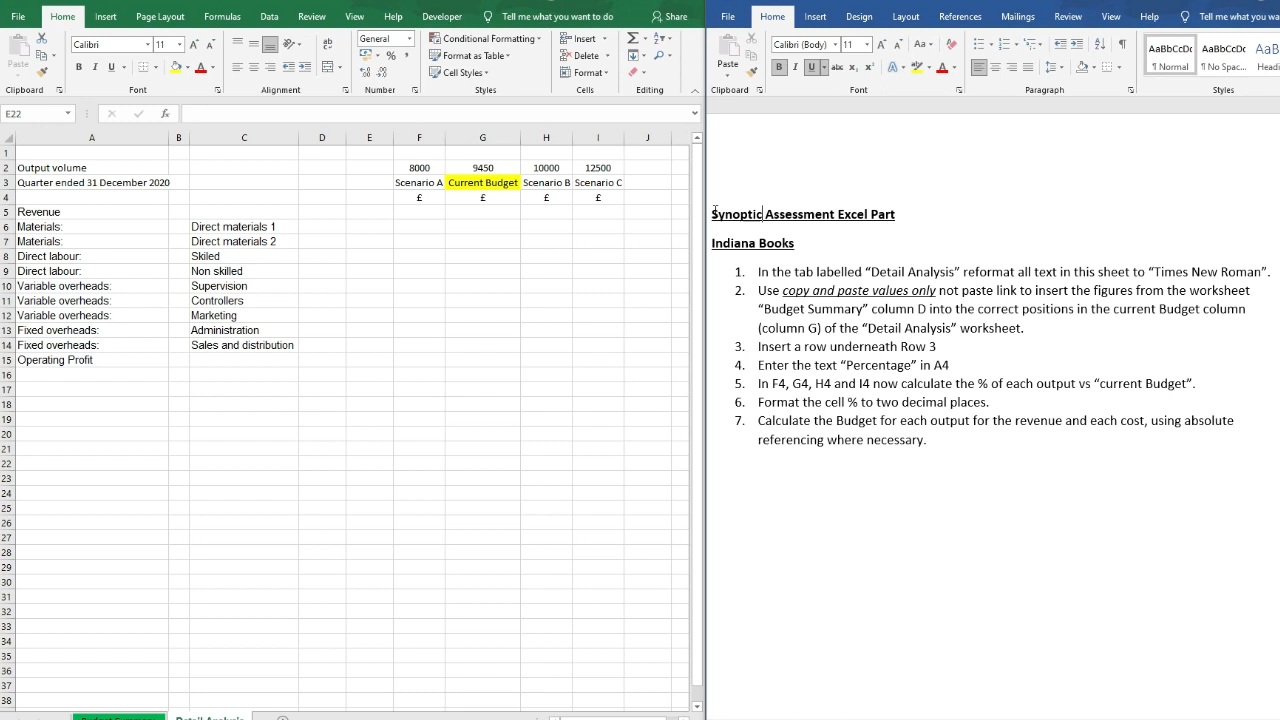 File Home Insert Page Layout Formulas Data Review View Help Developer Tell me what you want to do Share
File Home Insert Design Layout References Mailings Review View Help Tell me what you wa
Paste Calibri 11 General Conditional Formatting Insert
B I U Format as Table Delete
Cell Styles Format
Clipboard Font Alignment Number Styles Cells Editing
Paste Calibri (Body) 11 Aa AaBbCcDc AaBbCcDc AaBb
B I U abc ¶ Normal ¶ No Spac... Head
Clipboard Font Paragraph Styles
E22
A B C D E F G H I J
1
2 Output volume 8000 9450 10000 12500
3 Quarter ended 31 December 2020 Scenario A Current Budget Scenario B Scenario C
4 £ £ £ £
5 Revenue
6 Materials: Direct materials 1
7 Materials: Direct materials 2
8 Direct labour: Skiled
9 Direct labour: Non skilled
10 Variable overheads: Supervision
11 Variable overheads: Controllers
12 Variable overheads: Marketing
13 Fixed overheads: Administration
14 Fixed overheads: Sales and distribution
15 Operating Profit
16
17
18
19
20
21
22
23
24
25
26
27
28
29
30
31
32
33
34
35
36
37
38
Budget Summary Detail Analysis
Synoptic Assessment Excel Part
Indiana Books
1. In the tab labelled “Detail Analysis” reformat all text in this sheet to “Times New Roman”.
2. Use copy and paste values only not paste link to insert the figures from the worksheet
“Budget Summary” column D into the correct positions in the current Budget column
(column G) of the “Detail Analysis” worksheet.
3. Insert a row underneath Row 3
4. Enter the text “Percentage” in A4
5. In F4, G4, H4 and I4 now calculate the % of each output vs “current Budget”.
6. Format the cell % to two decimal places.
7. Calculate the Budget for each output for the revenue and each cost, using absolute
referencing where necessary.